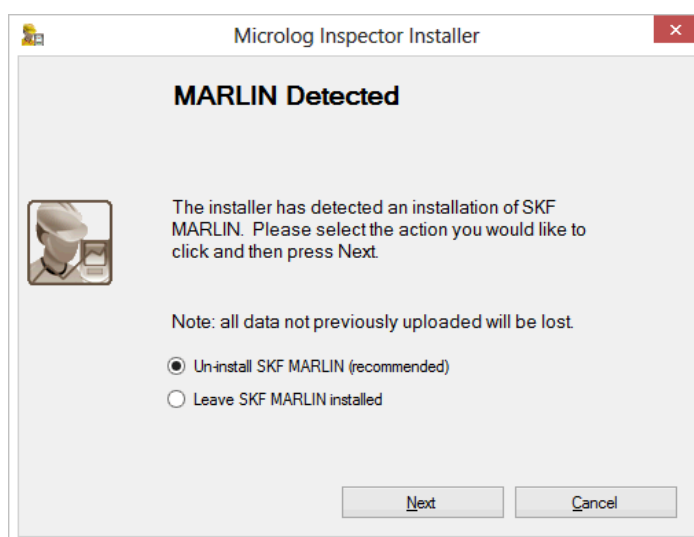 Microlog Inspector Installer
MARLIN Detected
The installer has detected an installation of SKF
MARLIN. Please select the action you would like to
click and then press Next.
Note: all data not previously uploaded will be lost.
Un-install SKF MARLIN (recommended)
Leave SKF MARLIN installed
Next
Cancel